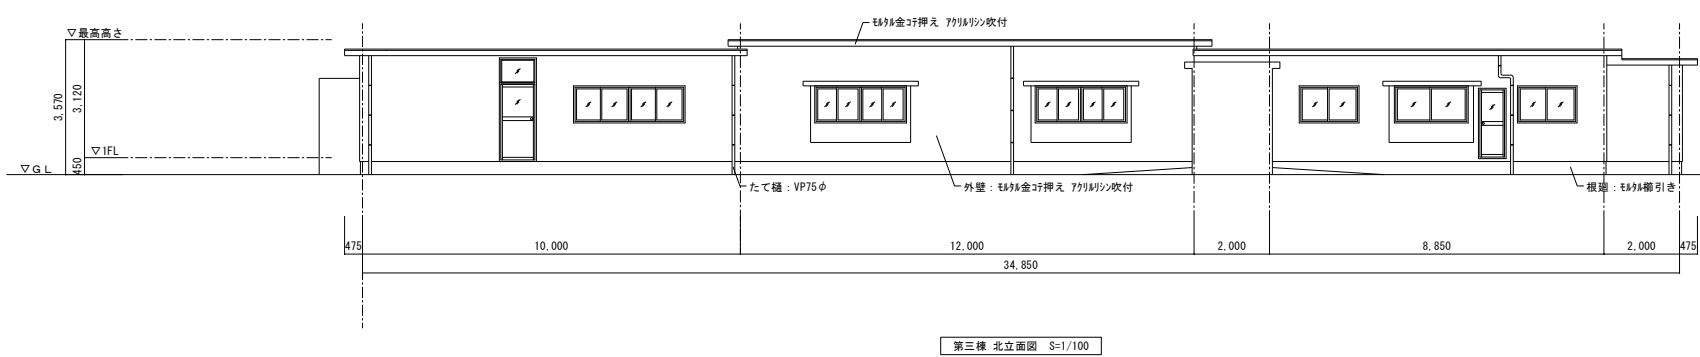 ﾓﾙﾀﾙ金ｺﾃ押え ｱｸﾘﾙﾘｼﾝ吹付
▽最高高さ
3,570
3,120
▽1FL
450
▽ＧＬ
たて樋：VP75φ
外壁：ﾓﾙﾀﾙ金ｺﾃ押え ｱｸﾘﾙﾘｼﾝ吹付
根廻：ﾓﾙﾀﾙ櫛引き
475
10,000
12,000
2,000
8,850
2,000
475
34,850
第三棟 北立面図 S=1/100